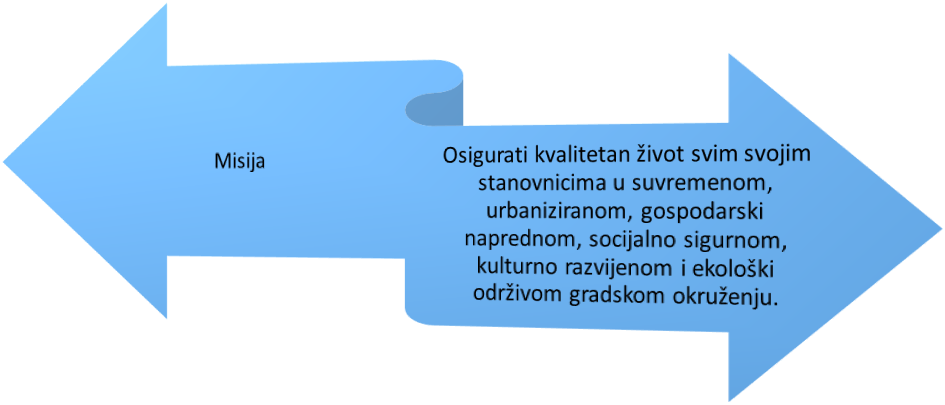 Misija
Osigurati kvalitetan život svim svojim
stanovnicima u suvremenom,
urbaniziranom, gospodarski
naprednom, socijalno sigurnom,
kulturno razvijenom i ekološki
održivom gradskom okruženju.